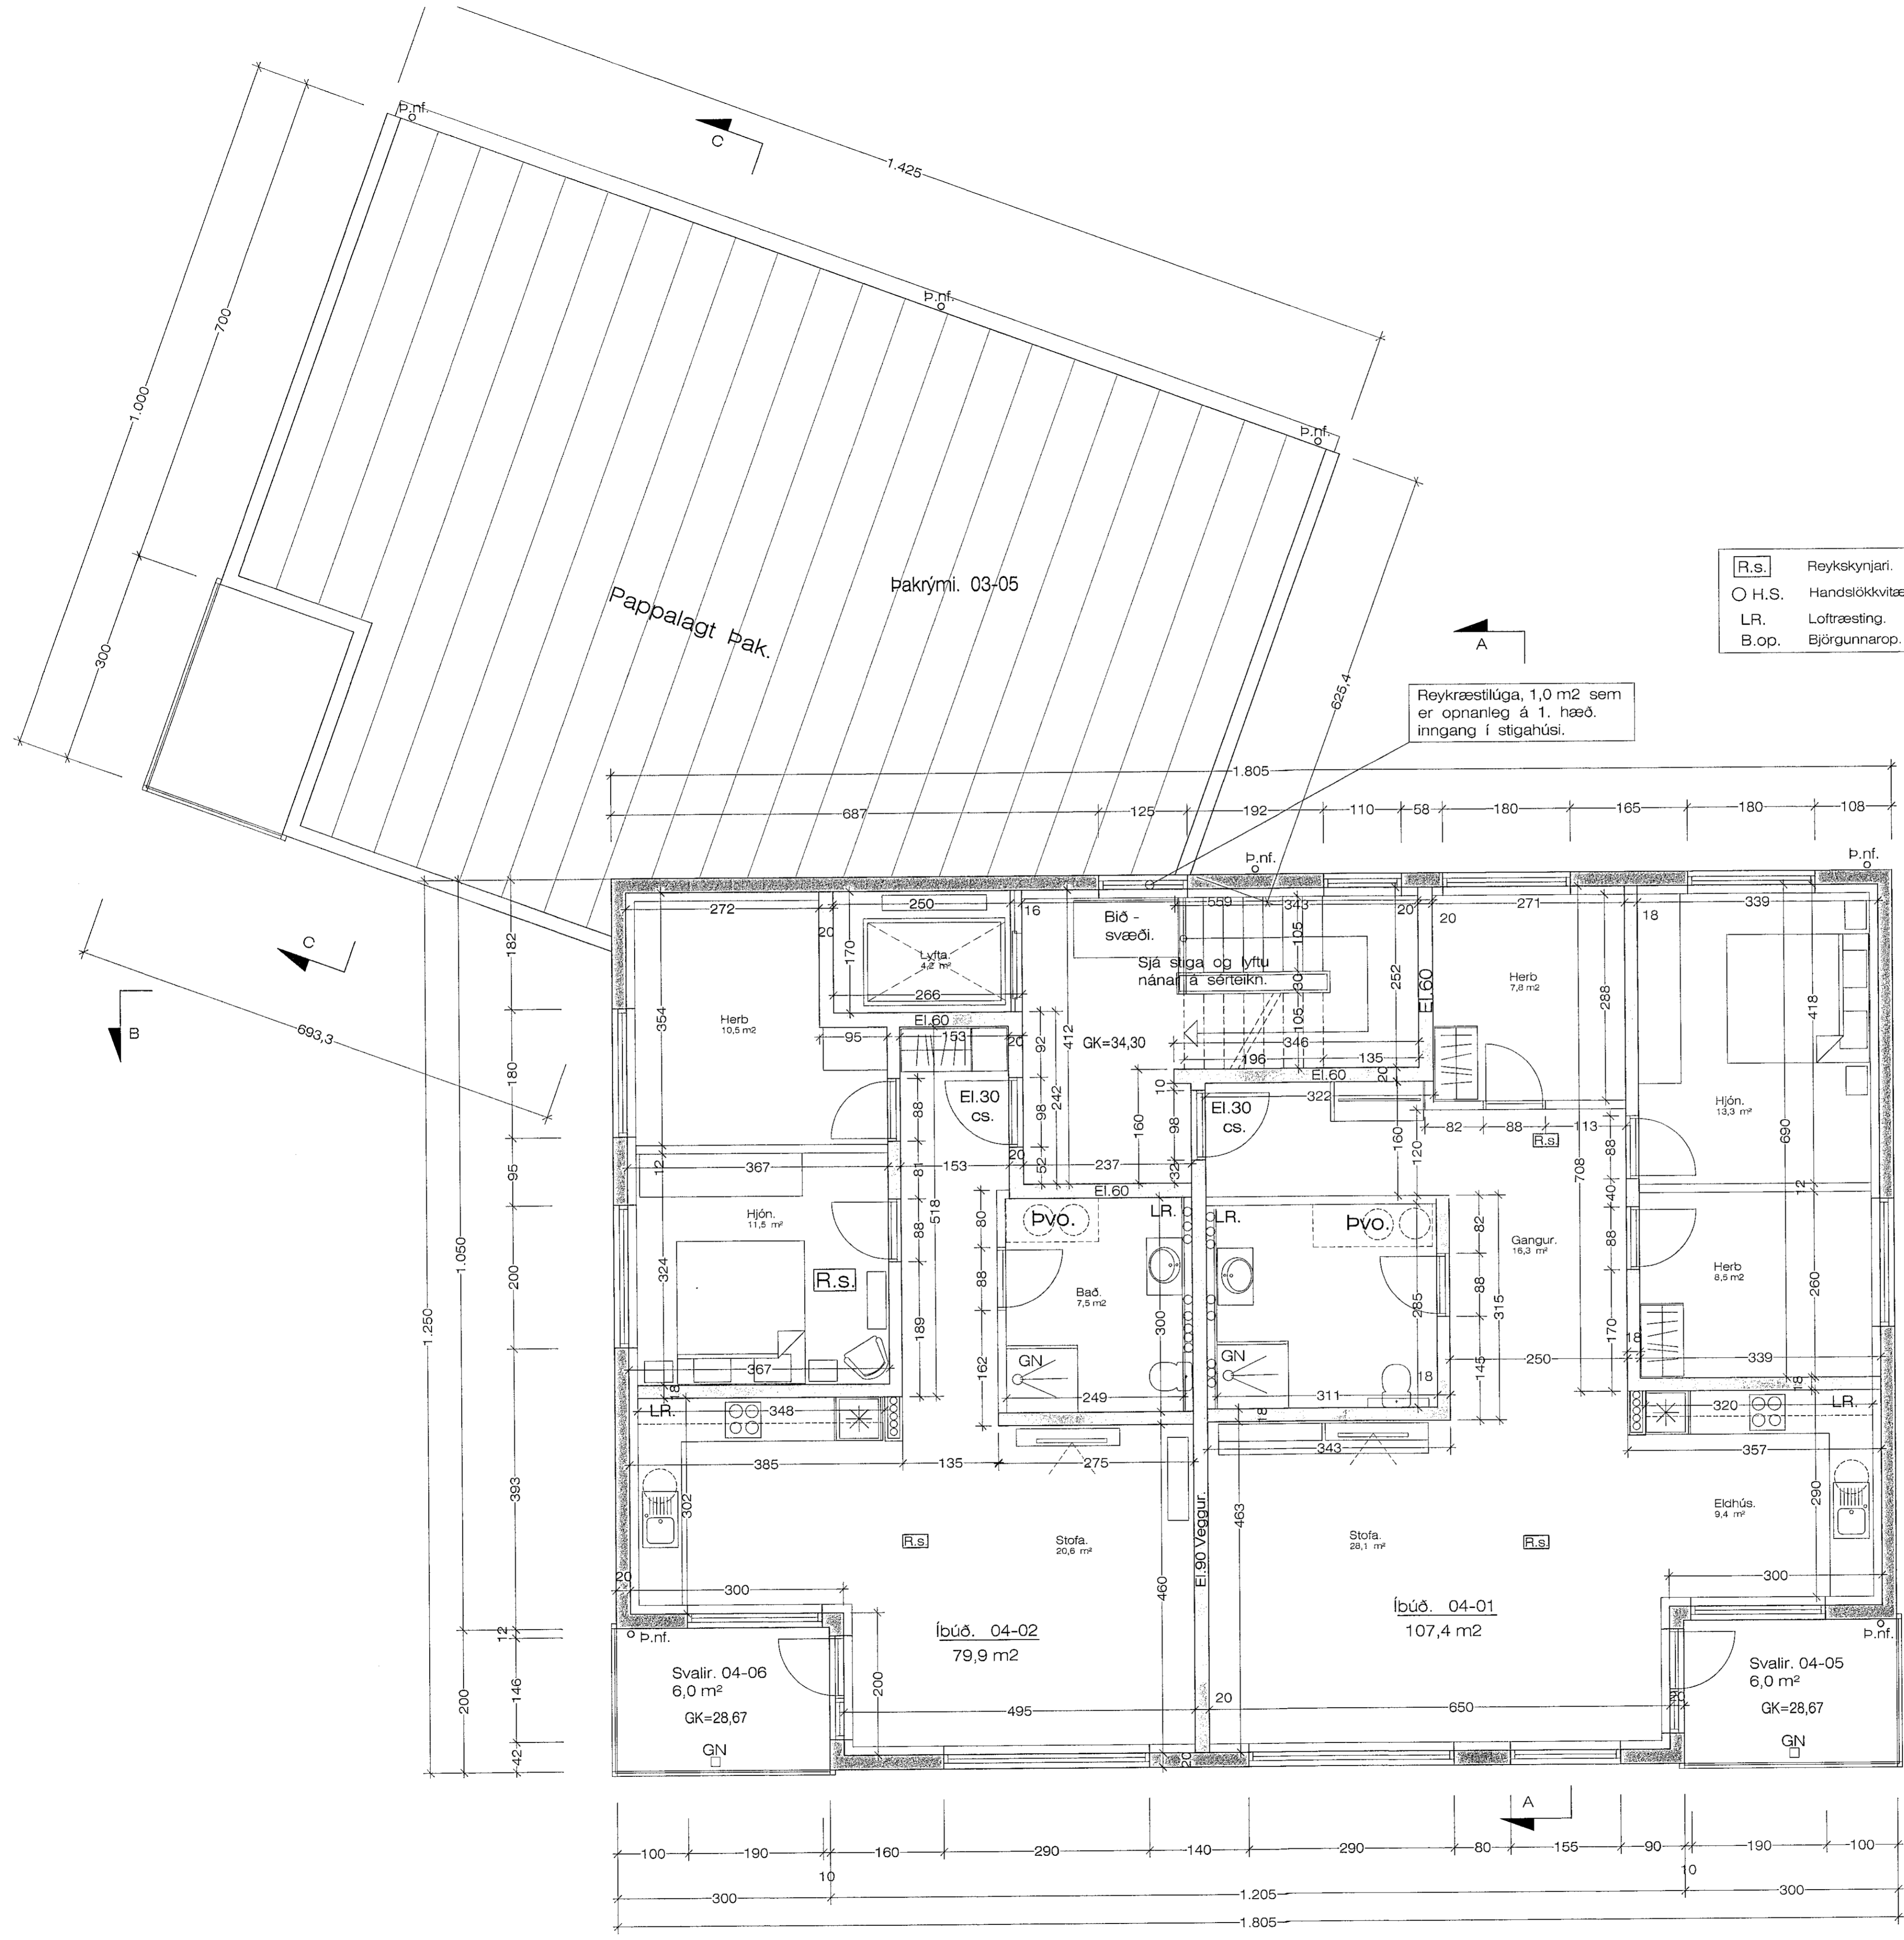 Þ.nf.
C
1.425
700
1.000
Þ.nf.
Þ.nf.
300
Pappalagt Þak.
Þakrými. 03-05
R.s. Reykskynjari.
H.S. Handslökkvitæ
LR. Loftræsting.
B.op. Björgunnarop.
A
625,4
Reykræstilúga, 1,0 m2 sem
er opnanleg á 1. hæð.
inngang í stigahúsi.
1.805
687 125 192 110 58 180 165 180 108
Þ.nf.
Þ.nf.
C
B
693,3
182
180
95
200
393
12
146
42
1.050
200
1.250
272 250 16 559 343 20 271 18 339
20
20
170
Lyfta.
4,2 m²
266
El.60
Bið -
svæði.
Sjá stiga og lyftu
nánar á sérteikn.
105
30
105
252
El.60
Herb
7,8 m2
288
418
Herb
10,5 m2
354
95 153 20
92
412
GK=34,30
346
196 135
El.60
20
322
El.30
cs.
88
98
242
10
160
98
El.30
cs.
160
120
82 88 113
R.s.
88
Hjón.
13,3 m²
690
708
12
367 81 153 20 52 237 32
El.60
40
12
Hjón.
11,5 m²
88
518
80
Þvo.
LR.
LR.
Þvo.
82
Gangur.
16,3 m²
88
324
R.s.
88
Bað.
7,5 m2
300
285
88
315
Herb
8,5 m2
260
189
162
170
367
GN
GN
18
145
250
18
339
18
249
311
18
18
LR.
348
18
320
LR.
343
357
385 135 275
302
463
El.90 Veggur.
Eldhús.
9,4 m²
290
R.s.
Stofa.
20,6 m²
Stofa.
28,1 m²
R.s.
20
300
460
300
Íbúð. 04-02
79,9 m2
Íbúð. 04-01
107,4 m2
Þ.nf.
Þ.nf.
Svalir. 04-06
6,0 m²
GK=28,67
GN
200
495
20
650
20
Svalir. 04-05
6,0 m²
GK=28,67
GN
20
A
100 190 160 290 140 290 80 155 90 190 100
10
10
300 1.205 300
1.805